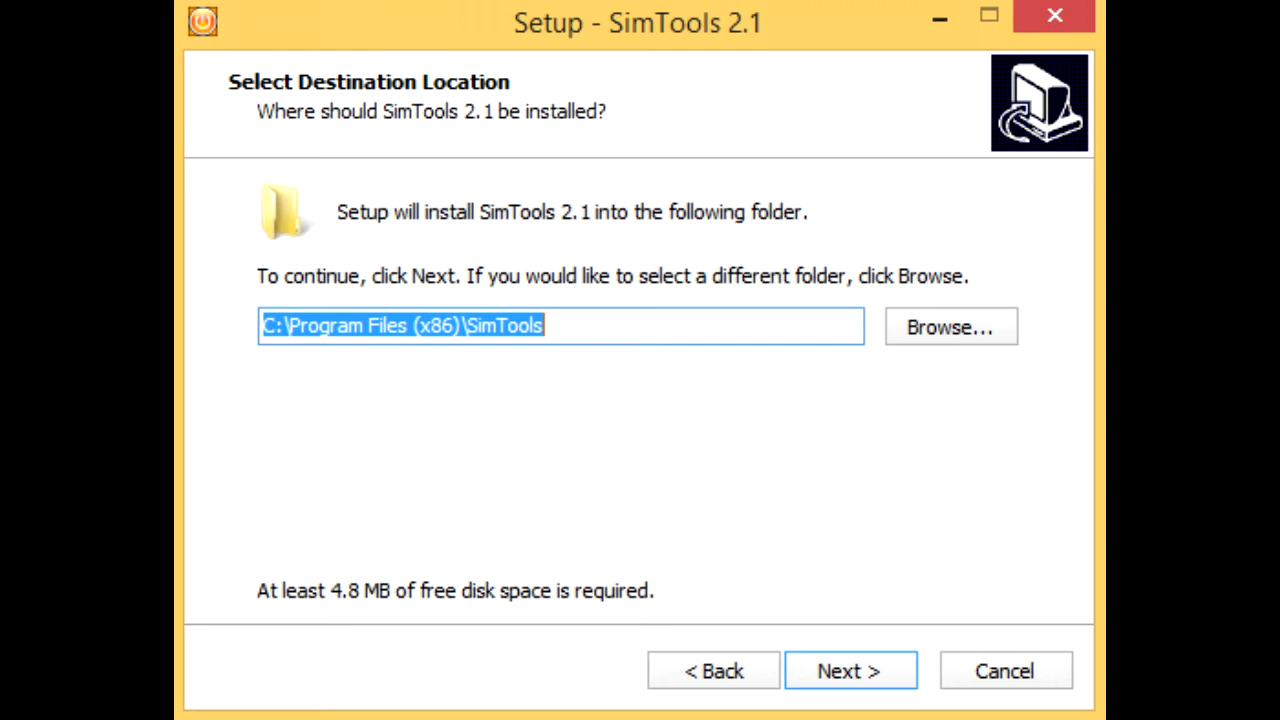 Setup - SimTools 2.1
Select Destination Location
Where should SimTools 2.1 be installed?
Setup will install SimTools 2.1 into the following folder.
To continue, click Next. If you would like to select a different folder, click Browse.
C:\Program Files (x86)\SimTools
Browse...
At least 4.8 MB of free disk space is required.
< Back
Next >
Cancel